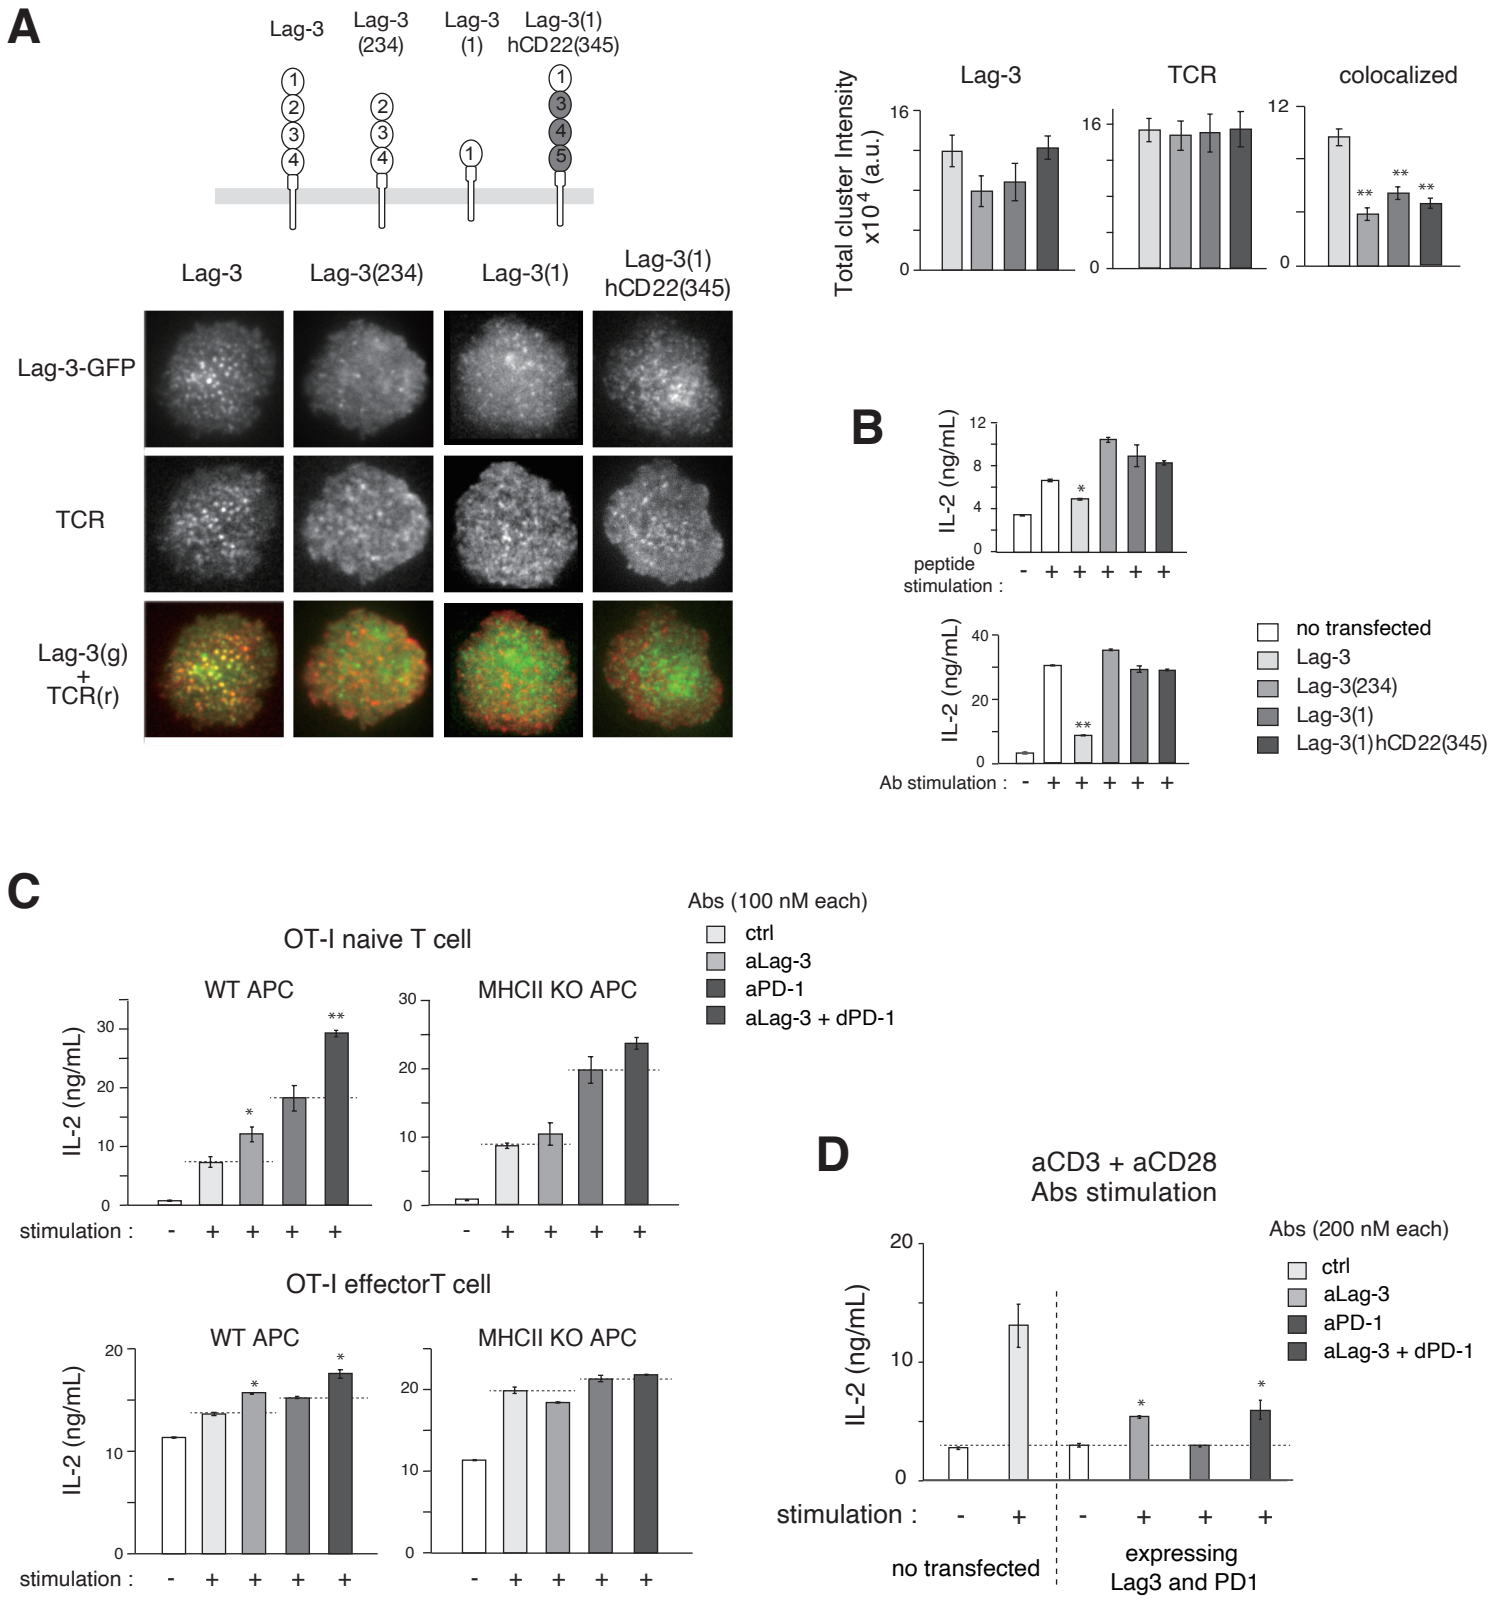 A
Lag-3
Lag-3
(234)
Lag-3
(1)
Lag-3(1)
hCD22(345)
1
2
3
4
2
3
4
1
1
3
4
5
Lag-3
Lag-3(234)
Lag-3(1)
Lag-3(1)
hCD22(345)
Lag-3-GFP
TCR
Lag-3(g)
+
TCR(r)
Total cluster Intensity
x10⁴ (a.u.)
Lag-3
16
0
TCR
16
0
colocalized
12
0
**
**
**
B
IL-2 (ng/mL)
12
8
4
0
*
peptide
stimulation :
- + + + + +
IL-2 (ng/mL)
40
20
0
**
Ab stimulation :
- + + + + +
no transfected
Lag-3
Lag-3(234)
Lag-3(1)
Lag-3(1)hCD22(345)
C
OT-I naive T cell
Abs (100 nM each)
ctrl
aLag-3
aPD-1
aLag-3 + dPD-1
WT APC
IL-2 (ng/mL)
30
20
10
0
*
**
stimulation :
- + + + +
MHCII KO APC
30
20
10
0
- + + + +
OT-I effectorT cell
WT APC
IL-2 (ng/mL)
20
10
0
*
*
stimulation :
- + + + +
MHCII KO APC
20
10
0
- + + + +
D
aCD3 + aCD28
Abs stimulation
Abs (200 nM each)
ctrl
aLag-3
aPD-1
aLag-3 + dPD-1
IL-2 (ng/mL)
20
10
0
*
*
stimulation :
- + - + + +
no transfected
expressing
Lag3 and PD1